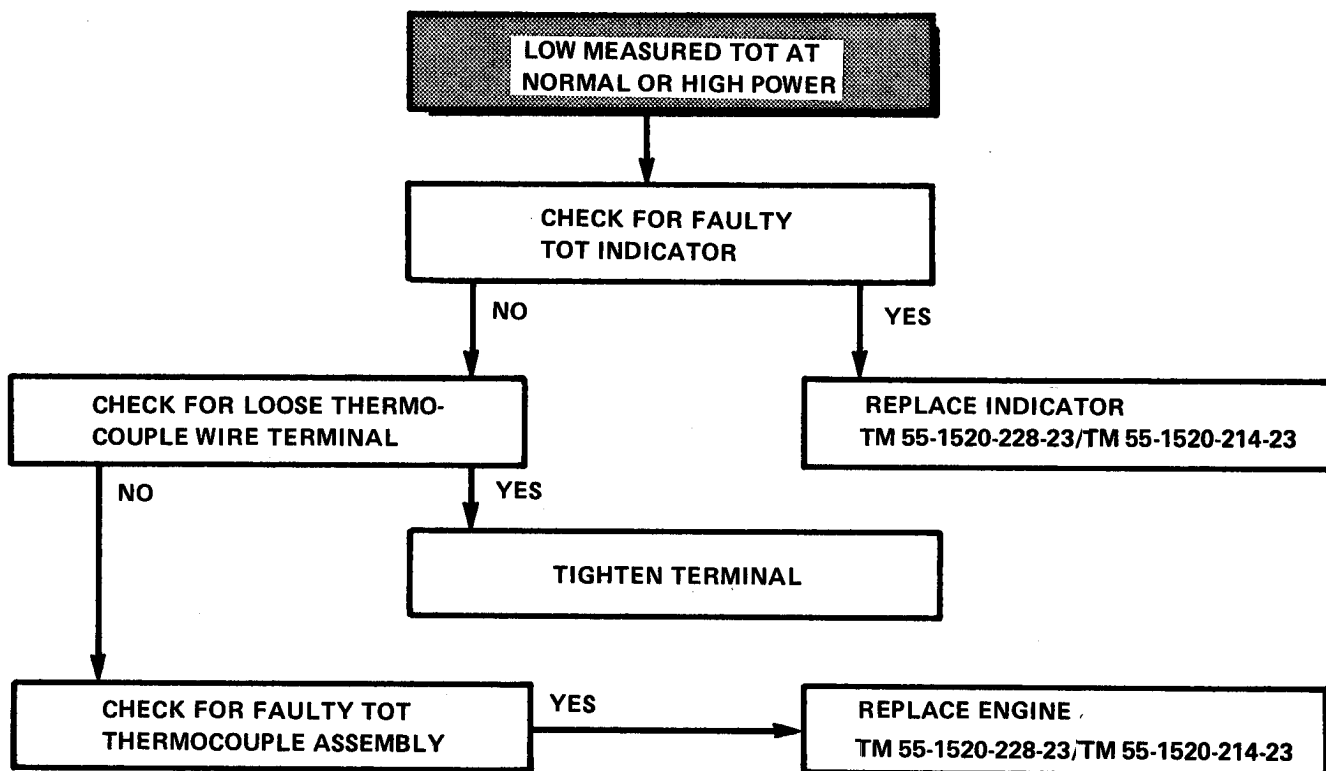 LOW MEASURED TOT AT
NORMAL OR HIGH POWER
CHECK FOR FAULTY
TOT INDICATOR
NO
YES
CHECK FOR LOOSE THERMO-
COUPLE WIRE TERMINAL
REPLACE INDICATOR
TM 55-1520-228-23/TM 55-1520-214-23
NO
YES
TIGHTEN TERMINAL
CHECK FOR FAULTY TOT
THERMOCOUPLE ASSEMBLY
YES
REPLACE ENGINE
TM 55-1520-228-23/TM 55-1520-214-23